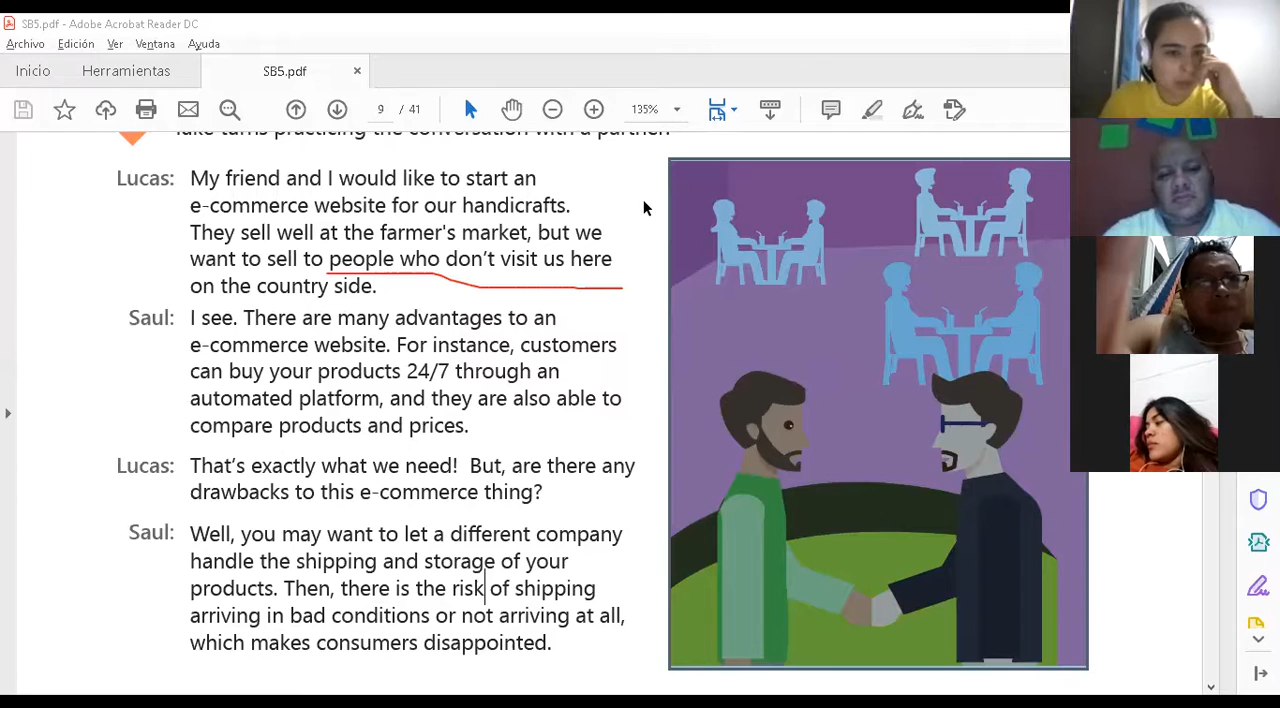 SB5.pdf - Adobe Acrobat Reader DC
Archivo Edición Ver Ventana Ayuda
Inicio Herramientas SB5.pdf ×
9 / 41 135%
Take turns practicing the conversation with a partner.
Lucas: My friend and I would like to start an
e-commerce website for our handicrafts.
They sell well at the farmer's market, but we
want to sell to people who don't visit us here
on the country side.
Saul: I see. There are many advantages to an
e-commerce website. For instance, customers
can buy your products 24/7 through an
automated platform, and they are also able to
compare products and prices.
Lucas: That's exactly what we need! But, are there any
drawbacks to this e-commerce thing?
Saul: Well, you may want to let a different company
handle the shipping and storage of your
products. Then, there is the risk of shipping
arriving in bad conditions or not arriving at all,
which makes consumers disappointed.